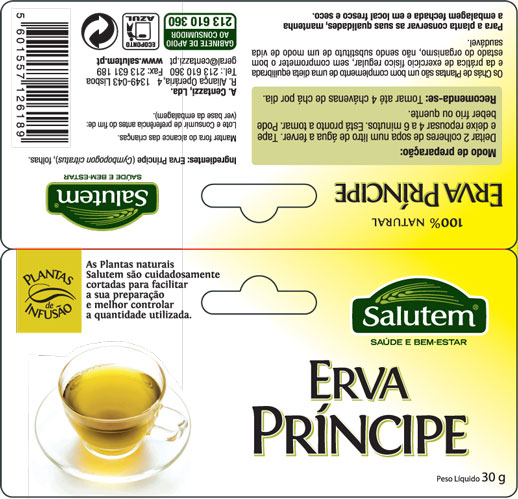 100% NATURAL
ERVA PRÍNCIPE
Modo de preparação:
Deitar 2 colheres de sopa num litro de água a ferver. Tape
e deixe repousar 4 a 6 minutos. Está pronto a tomar. Pode
beber frio ou quente.
Recomenda-se: Tomar até 4 chávenas de chá por dia.
Os Chás de Plantas são um bom complemento de uma dieta equilibrada
e da prática de exercício físico regular, sem comprometer o bom
estado do organismo, não sendo substituto de um modo de vida
saudável.
Para a planta conservar as suas qualidades, mantenha
a embalagem fechada e em local fresco e seco.
Salutem®
SAÚDE E BEM-ESTAR
Ingredientes: Erva Príncipe (Cymbopogon citatus), folhas.
Manter fora do alcance das crianças.
Lote e Consumir de preferência antes do fim de:
(ver base da embalagem).
A. Centazzi, Lda.
R. Aliança Operária, 4 1349-043 Lisboa
Tel.: 213 610 360 Fax: 213 631 189
geral@centazzi.pt www.salutem.pt
ECOPONTO
AZUL
GABINETE DE APOIO
AO CONSUMIDOR
213 610 360
5 601557 126189
PLANTAS
de
INFUSÃO
As Plantas naturais
Salutem são cuidadosamente
cortadas para facilitar
a sua preparação
e melhor controlar
a quantidade utilizada.
Salutem®
SAÚDE E BEM-ESTAR
ERVA
PRÍNCIPE
Peso Líquido 30 g